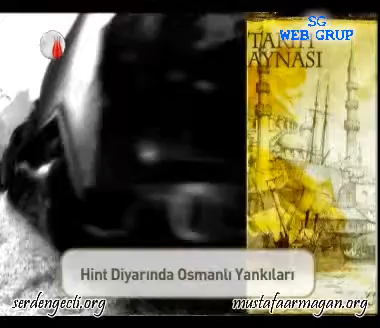 SG
WEB GRUP
TARİH
AYNASI
Hint Diyarında Osmanlı Yankıları
serdengecti.org
mustafaarmagan.org